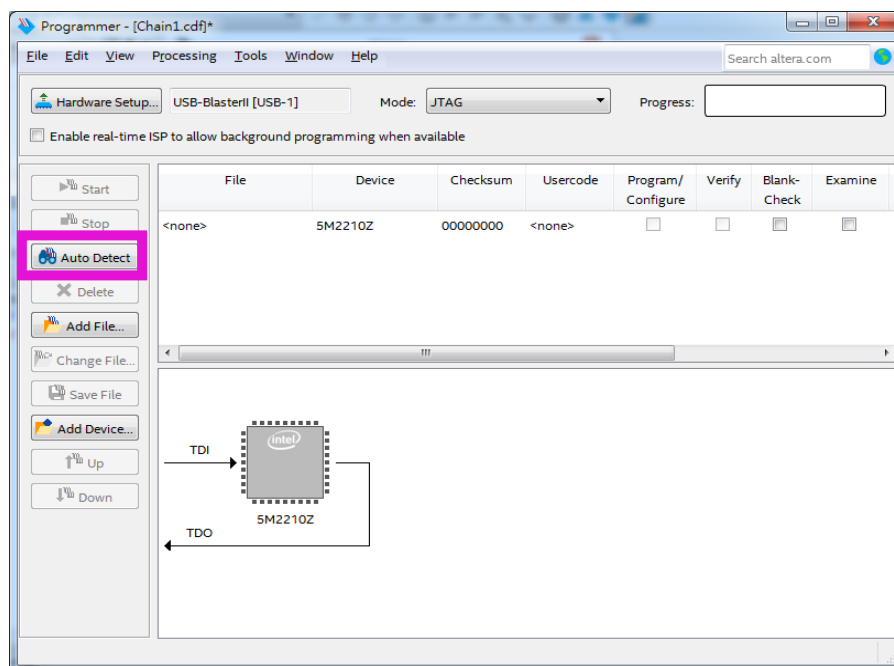 Programmer - [Chain1.cdf]*
File Edit View Processing Tools Window Help
Search altera.com
Hardware Setup... USB-BlasterII [USB-1] Mode: JTAG Progress:
Enable real-time ISP to allow background programming when available
Start
Stop
Auto Detect
Delete
Add File...
Change File...
Save File
Add Device...
Up
Down
File Device Checksum Usercode Program/ Verify Blank- Examine
Configure Check
<none> 5M2210Z 00000000 <none>
intel
TDI
5M2210Z
TDO